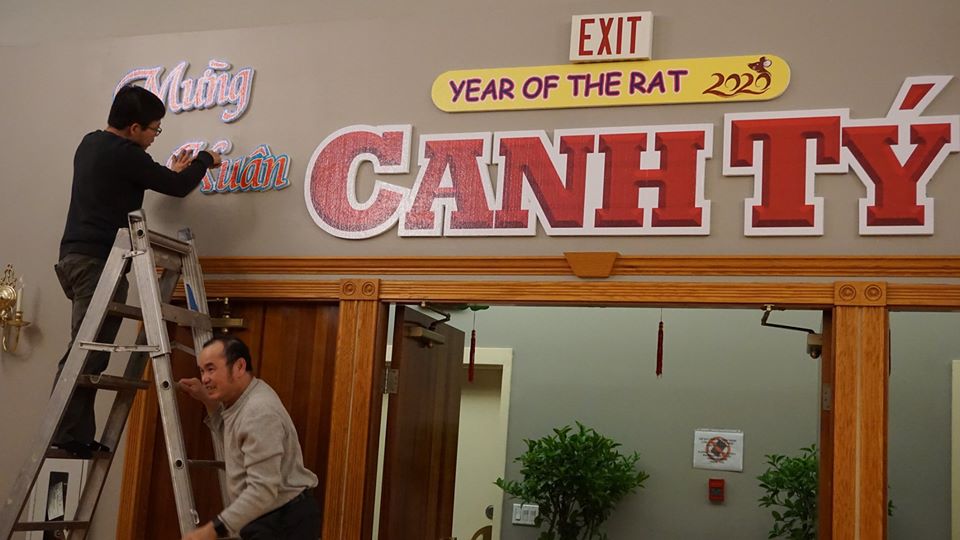 EXIT
YEAR OF THE RAT 2020
Mừng
Xuân
CANH TÝ